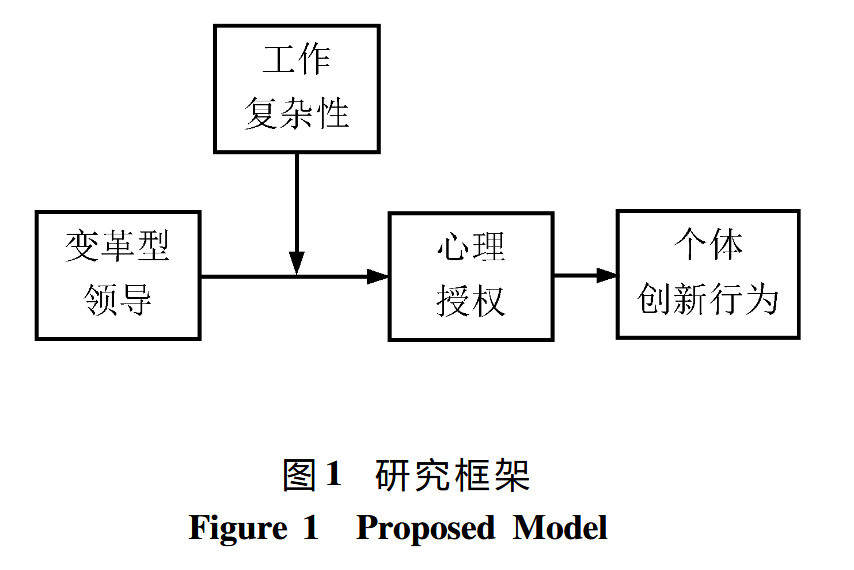 工作
复杂性
变革型
领导
心理
授权
个体
创新行为
图1 研究框架
Figure 1 Proposed Model